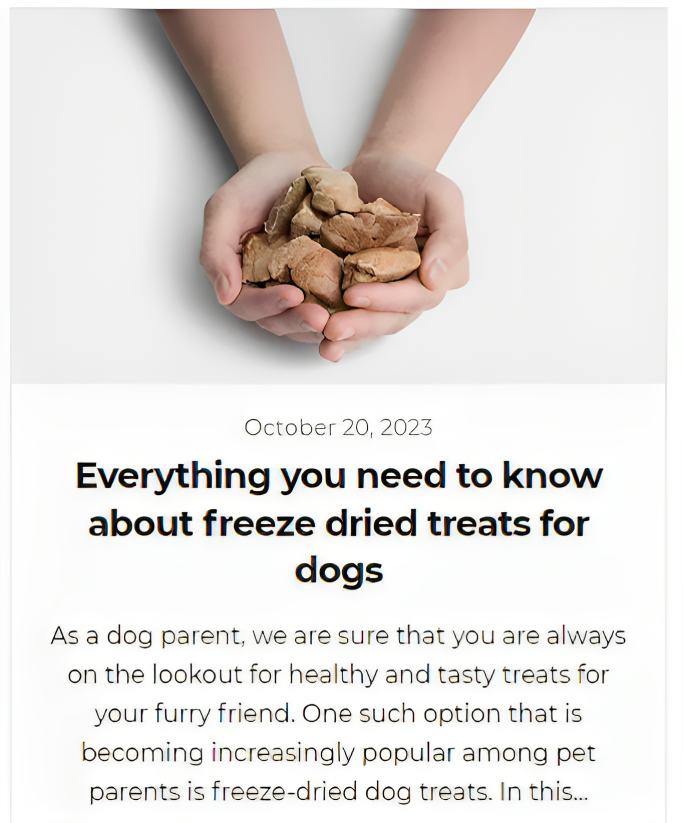 October 20, 2023
Everything you need to know
about freeze dried treats for
dogs
As a dog parent, we are sure that you are always
on the lookout for healthy and tasty treats for
your furry friend. One such option that is
becoming increasingly popular among pet
parents is freeze-dried dog treats. In this...